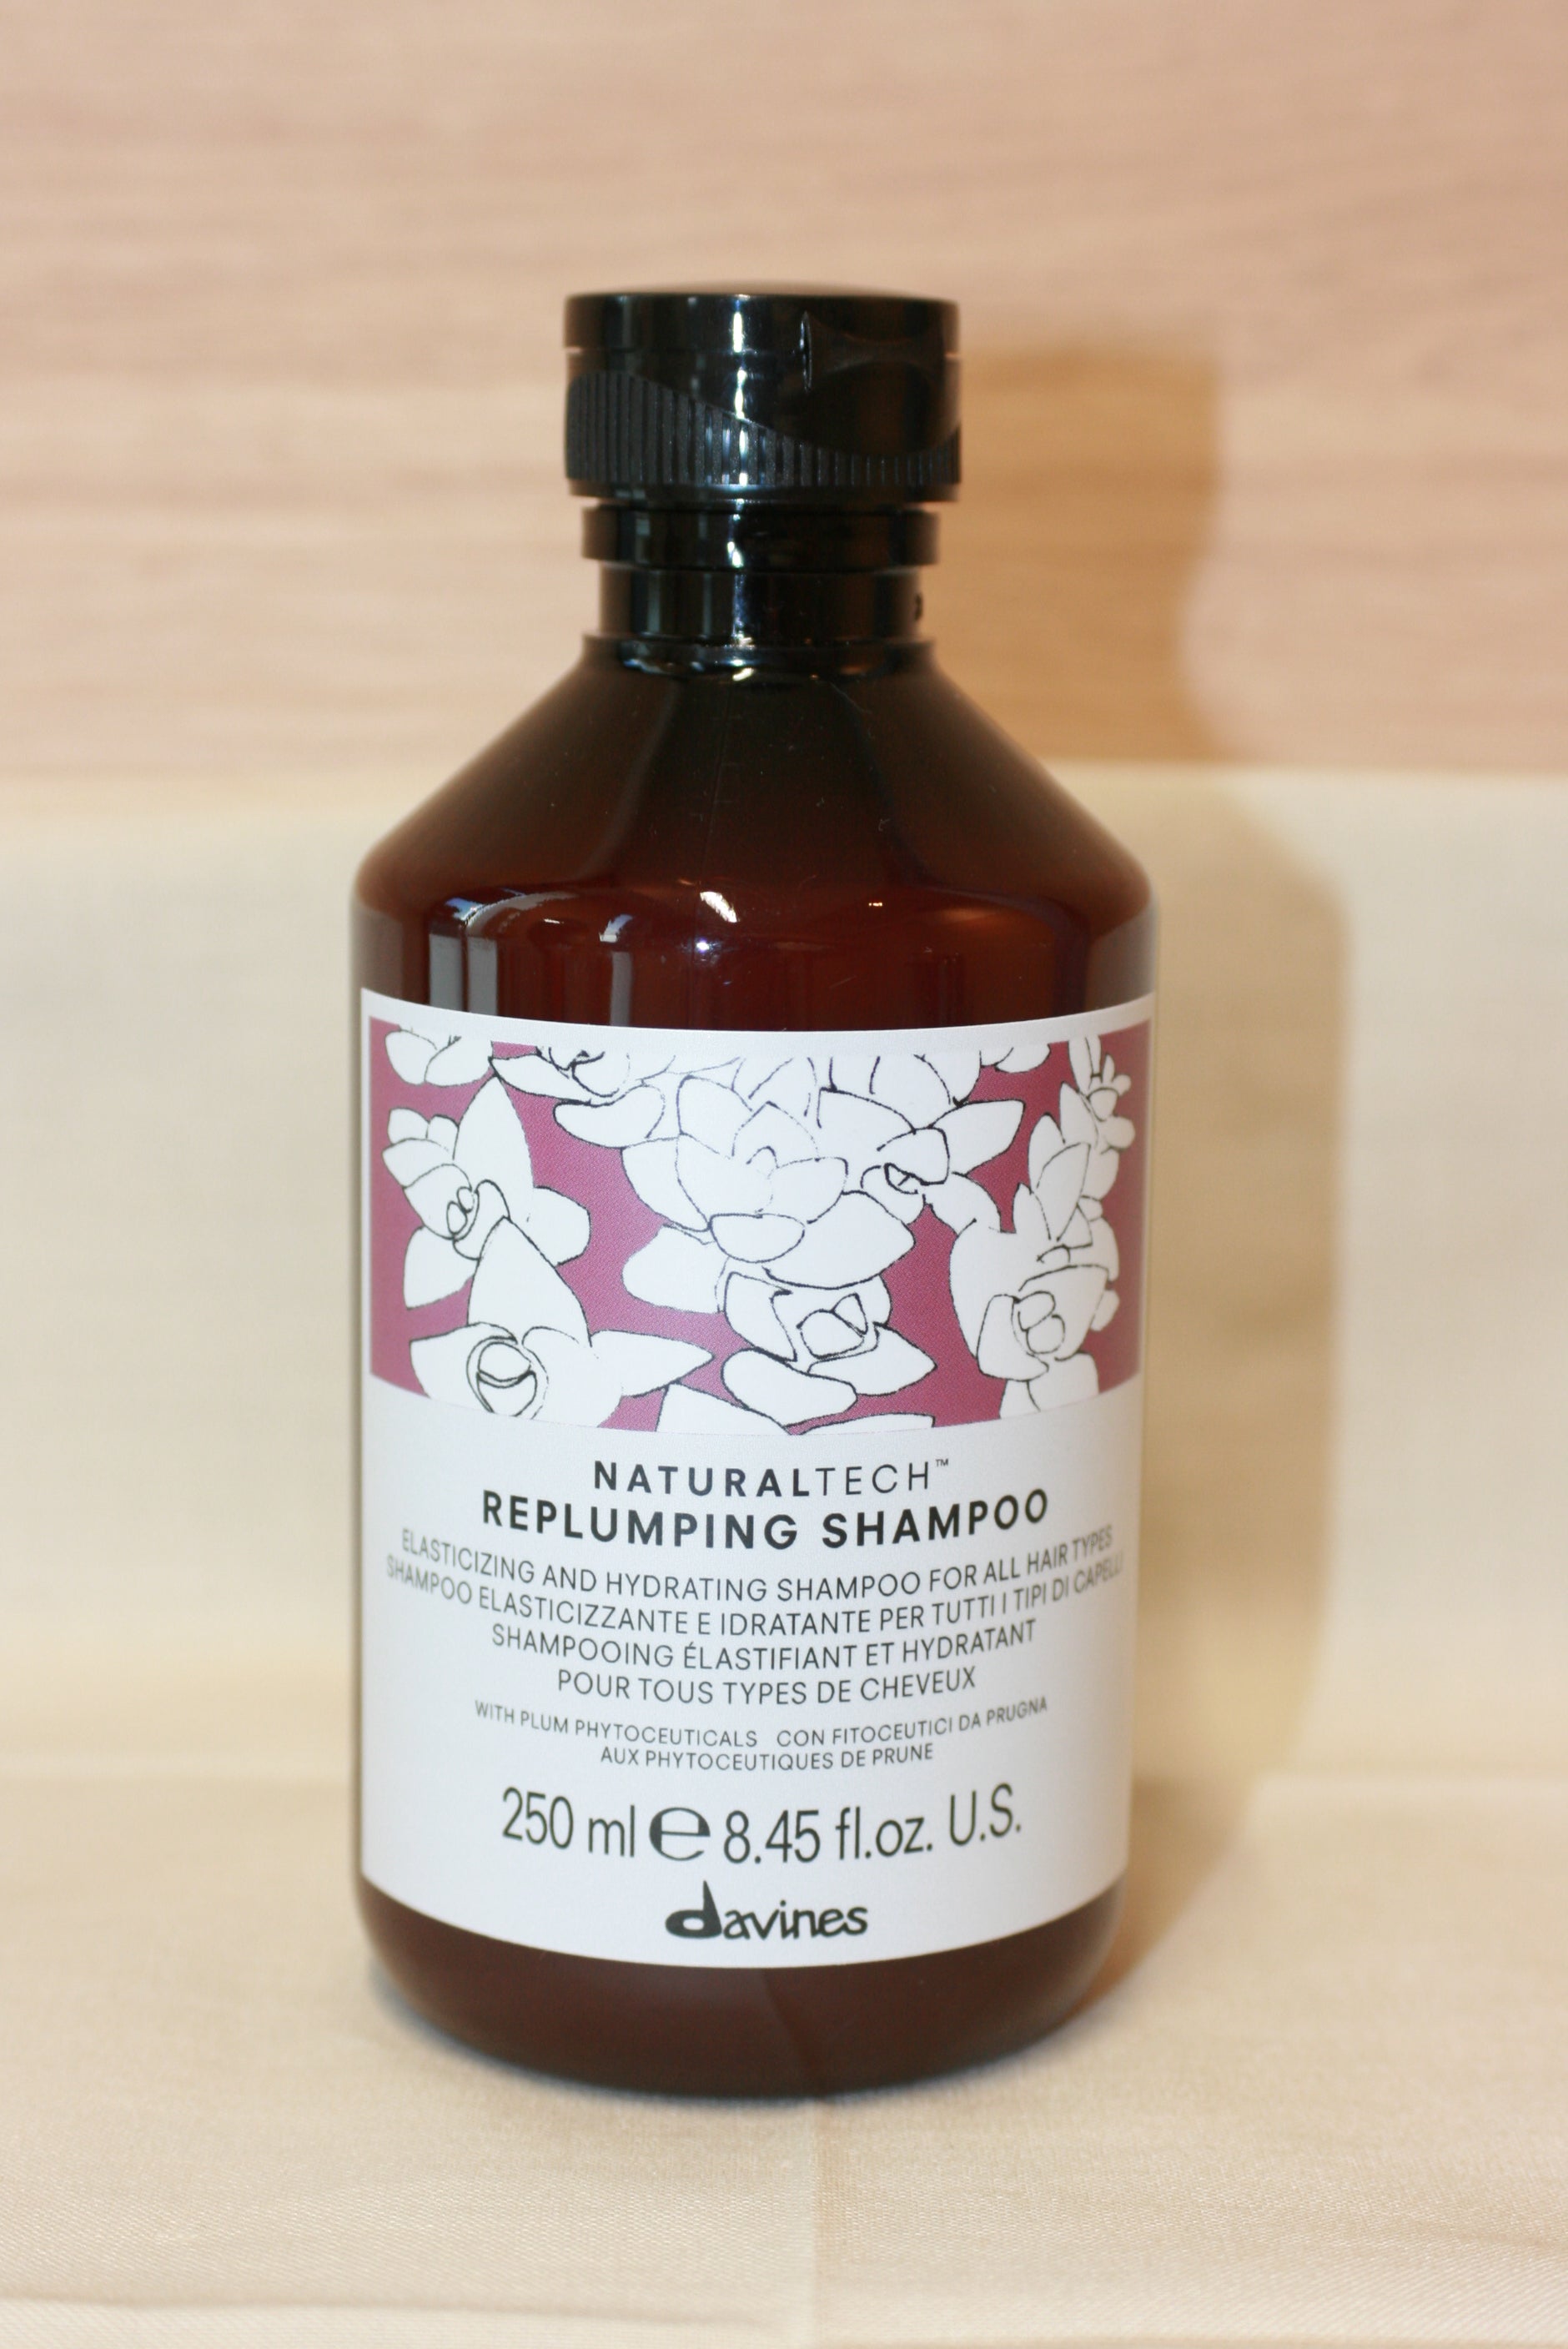 NATURALTECH™
REPLUMPING SHAMPOO
ELASTICIZING AND HYDRATING SHAMPOO FOR ALL HAIR TYPES
SHAMPOO ELASTICIZZANTE E IDRATANTE PER TUTTI I TIPI DI CAPELLI
SHAMPOOING ÉLASTIFIANT ET HYDRATANT
POUR TOUS TYPES DE CHEVEUX
WITH PLUM PHYTOCEUTICALS CON FITOCEUTICI DA PRUGNA
AUX PHYTOCEUTIQUES DE PRUNE
250 ml e 8.45 fl.oz. U.S.
davines